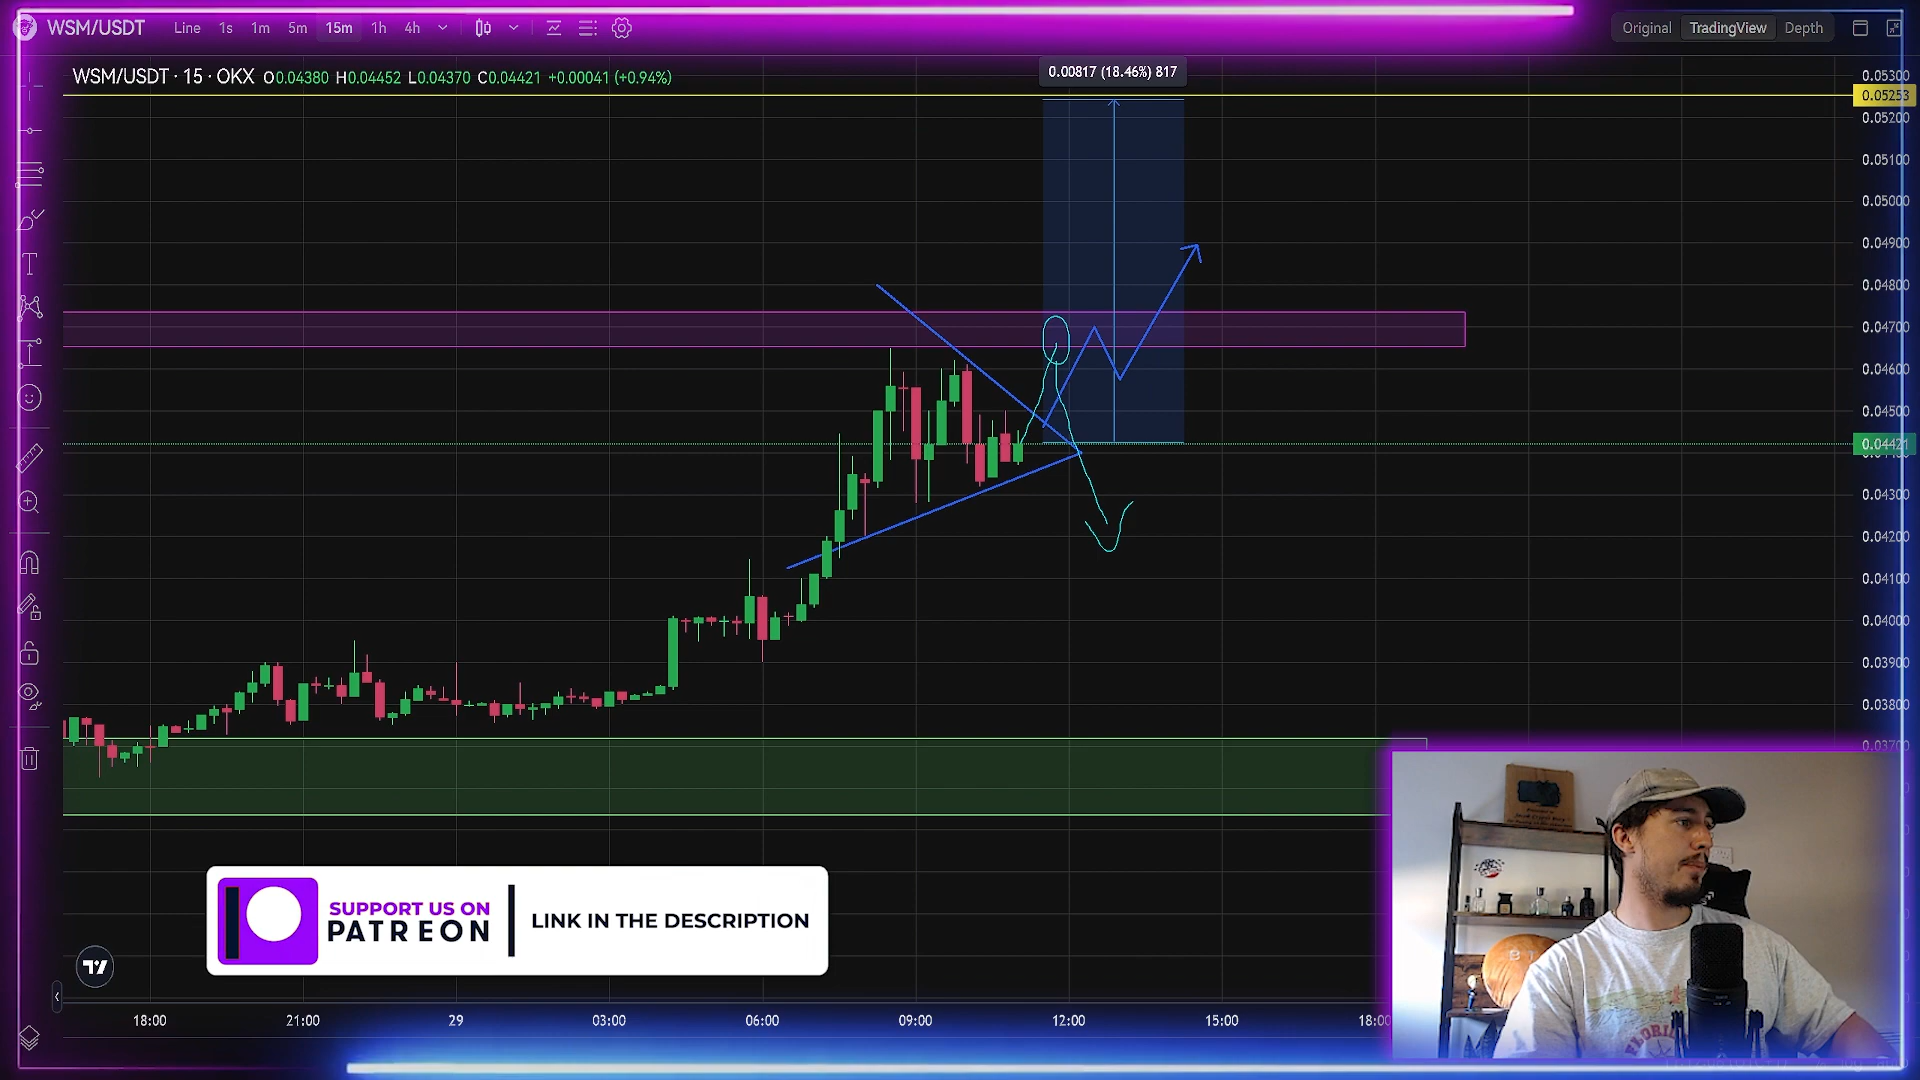 WSM/USDT Line 1s 1m 5m 15m 1h 4h Original TradingView Depth
WSM/USDT · 15 · OKX O0.04380 H0.04452 L0.04370 C0.04421 +0.00041 (+0.94%)
0.00817 (18.46%) 817
0.05300
0.05253
0.05200
0.05100
0.05000
0.04900
0.04800
0.04700
0.04600
0.04500
0.04421
0.04300
0.04200
0.04100
0.04000
0.03900
0.03800
0.03700
SUPPORT US ON
PATREON
LINK IN THE DESCRIPTION
18:00 21:00 29 03:00 06:00 09:00 12:00 15:00 18:00